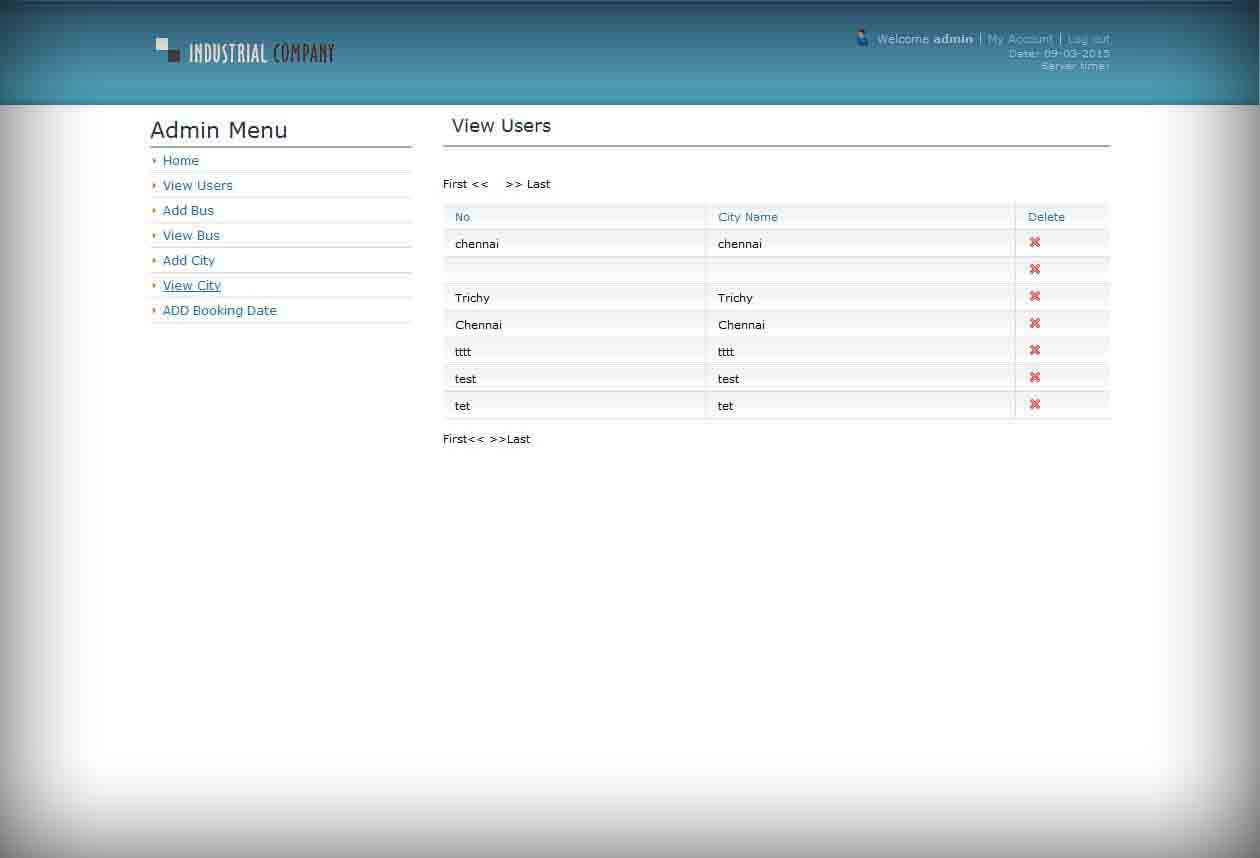 INDUSTRIAL COMPANY
Welcome admin | My Account | Log out
Date: 09-03-2015
Server time:
Admin Menu
Home
View Users
Add Bus
View Bus
Add City
View City
ADD Booking Date
View Users
First << >> Last
No City Name Delete
chennai chennai
Trichy Trichy
Chennai Chennai
tttt tttt
test test
tet tet
First<< >>Last